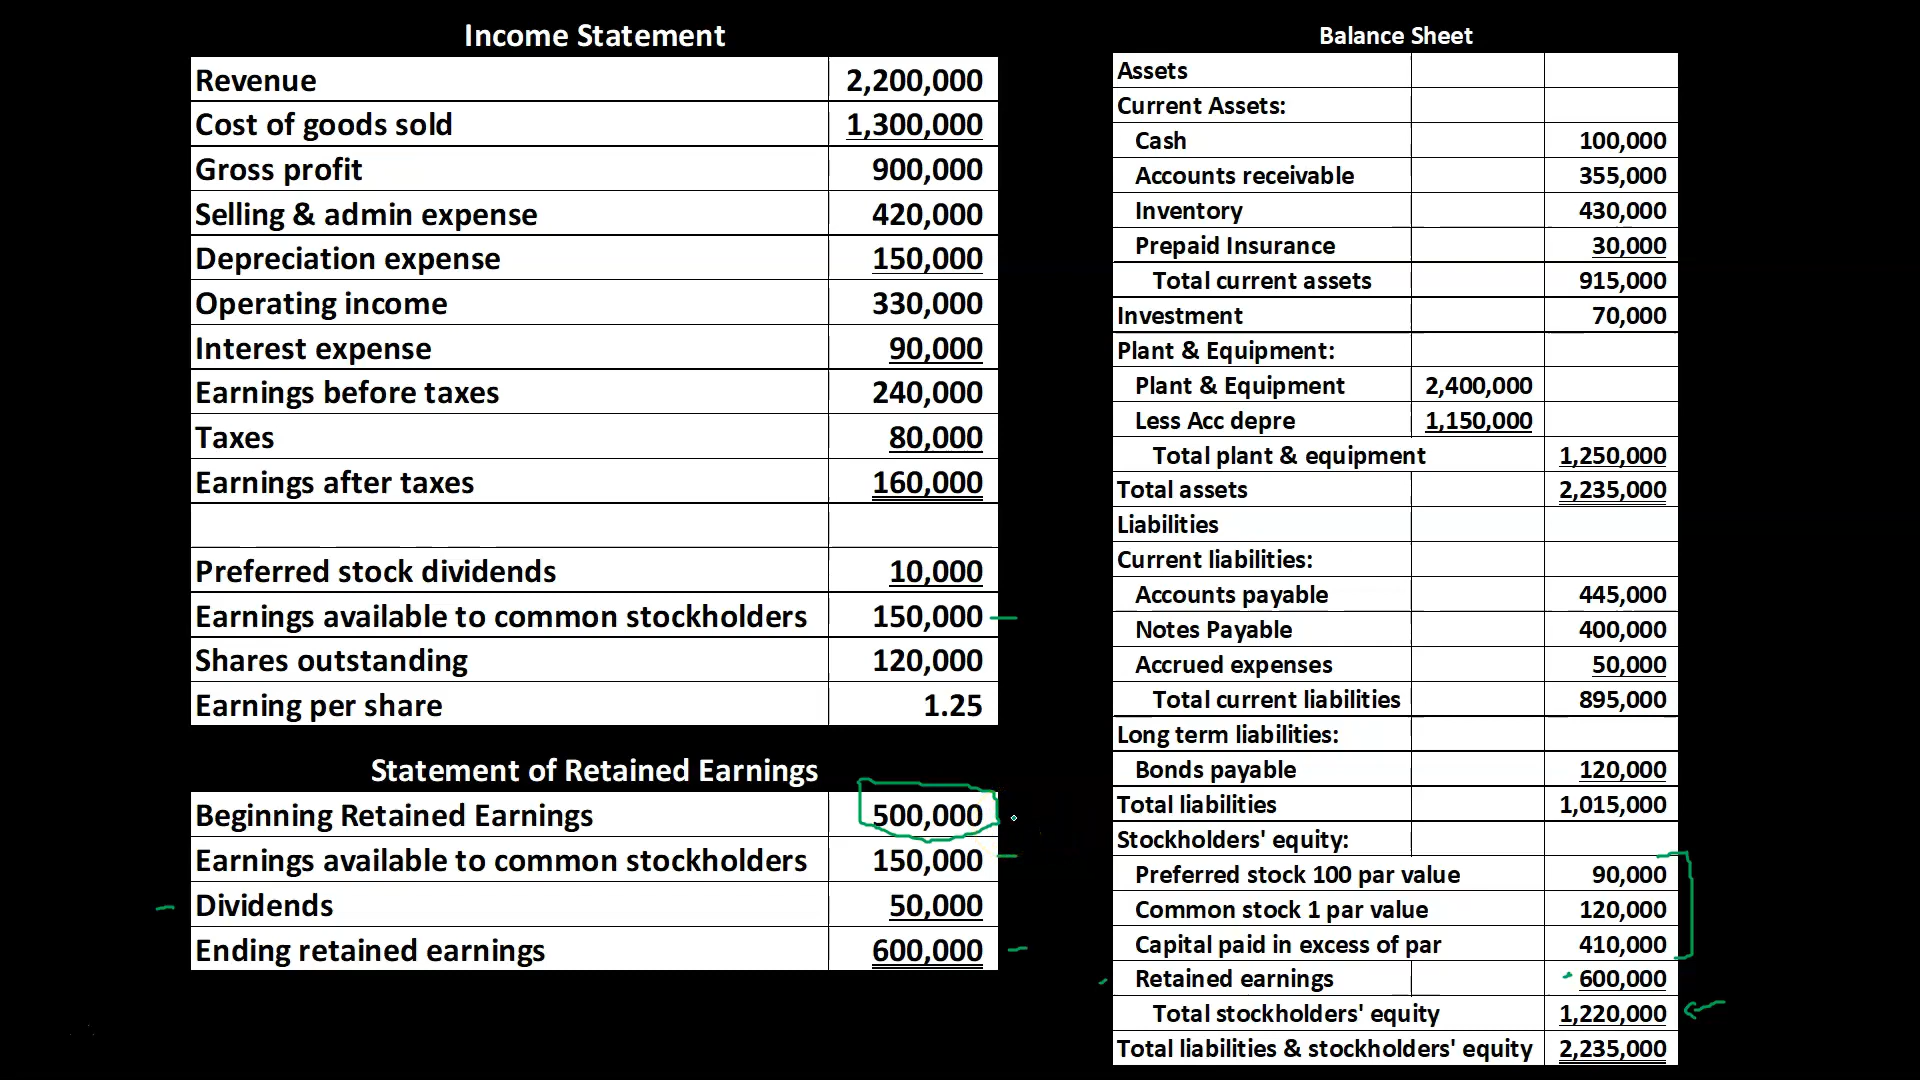 Income Statement
Revenue 2,200,000
Cost of goods sold 1,300,000
Gross profit 900,000
Selling & admin expense 420,000
Depreciation expense 150,000
Operating income 330,000
Interest expense 90,000
Earnings before taxes 240,000
Taxes 80,000
Earnings after taxes 160,000
Preferred stock dividends 10,000
Earnings available to common stockholders 150,000
Shares outstanding 120,000
Earning per share 1.25
Statement of Retained Earnings
Beginning Retained Earnings 500,000
Earnings available to common stockholders 150,000
Dividends 50,000
Ending retained earnings 600,000
Balance Sheet
Assets
Current Assets:
Cash 100,000
Accounts receivable 355,000
Inventory 430,000
Prepaid Insurance 30,000
Total current assets 915,000
Investment 70,000
Plant & Equipment:
Plant & Equipment 2,400,000
Less Acc depre 1,150,000
Total plant & equipment 1,250,000
Total assets 2,235,000
Liabilities
Current liabilities:
Accounts payable 445,000
Notes Payable 400,000
Accrued expenses 50,000
Total current liabilities 895,000
Long term liabilities:
Bonds payable 120,000
Total liabilities 1,015,000
Stockholders' equity:
Preferred stock 100 par value 90,000
Common stock 1 par value 120,000
Capital paid in excess of par 410,000
Retained earnings 600,000
Total stockholders' equity 1,220,000
Total liabilities & stockholders' equity 2,235,000